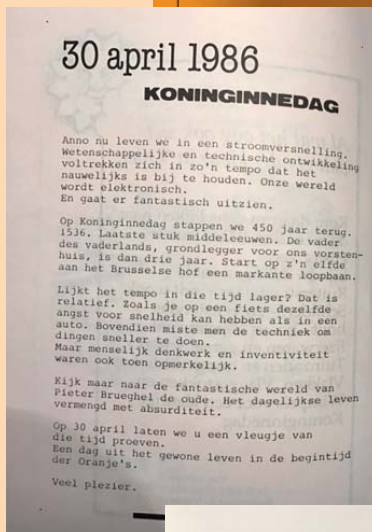 30 april 1986
KONINGINNEDAG
Anno nu leven we in een stroomversnelling.
Wetenschappelijke en technische ontwikkeling
voltrekken zich in zo'n tempo dat het
nauwelijks is bij te houden. Onze wereld
wordt elektronisch.
En gaat er fantastisch uitzien.
Op Koninginnedag stappen we 450 jaar terug.
1536. Laatste stuk middeleeuwen. De vader
des vaderlands, grondlegger voor ons vorsten-
huis, is dan drie jaar. Start op z'n elfde
aan het Brusselse hof een markante loopbaan.
Lijkt het tempo in die tijd lager? Dat is
relatief. Zoals je op een fiets dezelfde
angst voor snelheid kan hebben als in een
auto. Bovendien miste men de techniek om
dingen sneller te doen.
Maar menselijk denkwerk en inventiviteit
waren ook toen opmerkelijk.
Kijk maar naar de fantastische wereld van
Pieter Brueghel de oude. Het dagelijkse leven
vermengd met absurditeit.
Op 30 april laten we u een vleugje van
die tijd proeven.
Een dag uit het gewone leven in de begintijd
der Oranje's.
Veel plezier.